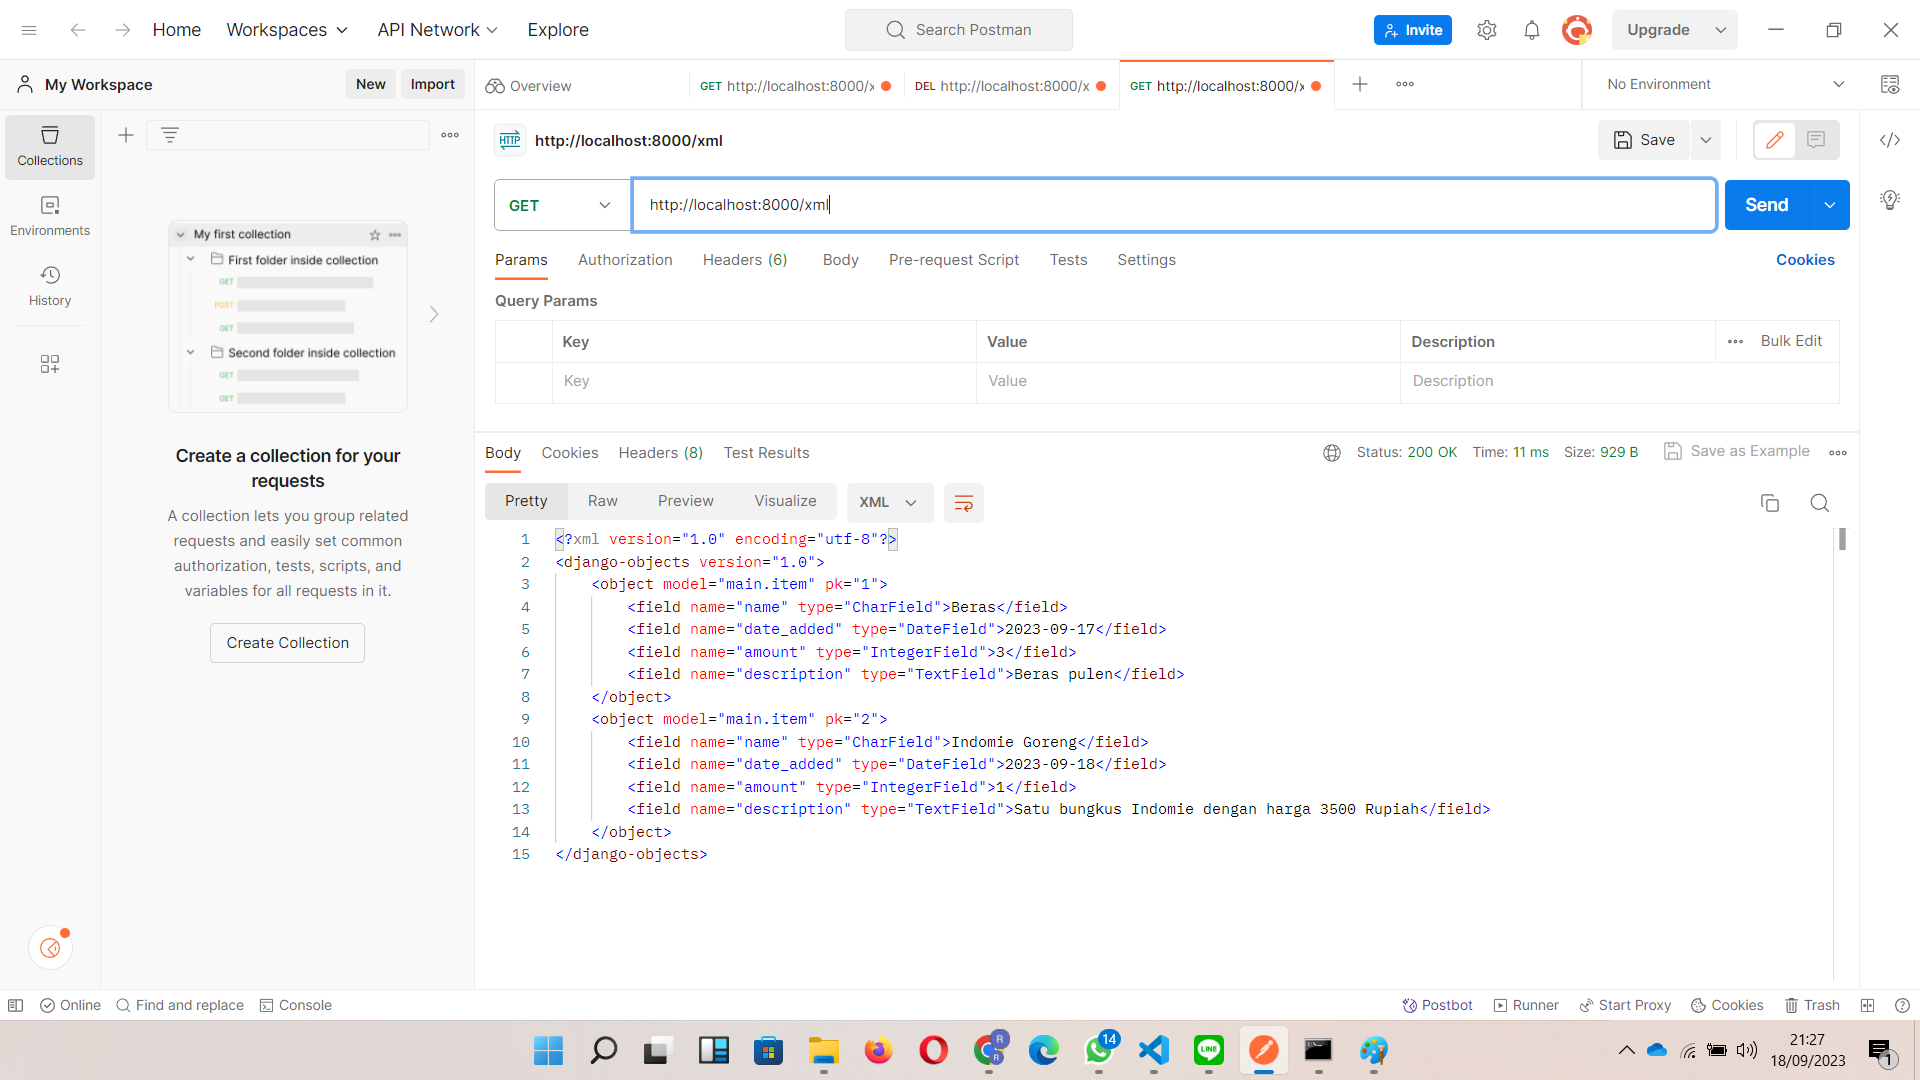 Home Workspaces API Network Explore Search Postman Invite Upgrade
My Workspace New Import Overview GET http://localhost:8000/x DEL http://localhost:8000/x GET http://localhost:8000/x No Environment
Collections
Environments
History
My first collection
First folder inside collection
GET
POST
GET
Second folder inside collection
GET
GET
Create a collection for your
requests
A collection lets you group related
requests and easily set common
authorization, tests, scripts, and
variables for all requests in it.
Create Collection
HTTP http://localhost:8000/xml Save
GET http://localhost:8000/xml Send
Params Authorization Headers (6) Body Pre-request Script Tests Settings Cookies
Query Params
Key Value Description Bulk Edit
Key Value Description
Body Cookies Headers (8) Test Results Status: 200 OK Time: 11 ms Size: 929 B Save as Example
Pretty Raw Preview Visualize XML
1 <?xml version="1.0" encoding="utf-8"?>
2 <django-objects version="1.0">
3 <object model="main.item" pk="1">
4 <field name="name" type="CharField">Beras</field>
5 <field name="date_added" type="DateField">2023-09-17</field>
6 <field name="amount" type="IntegerField">3</field>
7 <field name="description" type="TextField">Beras pulen</field>
8 </object>
9 <object model="main.item" pk="2">
10 <field name="name" type="CharField">Indomie Goreng</field>
11 <field name="date_added" type="DateField">2023-09-18</field>
12 <field name="amount" type="IntegerField">1</field>
13 <field name="description" type="TextField">Satu bungkus Indomie dengan harga 3500 Rupiah</field>
14 </object>
15 </django-objects>
Online Find and replace Console Postbot Runner Start Proxy Cookies Trash
R
R
14
LINE
21:27
18/09/2023
1